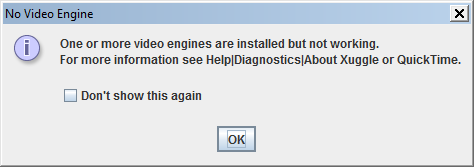 No Video Engine
One or more video engines are installed but not working.
For more information see Help|Diagnostics|About Xuggle or QuickTime.
Don't show this again
OK